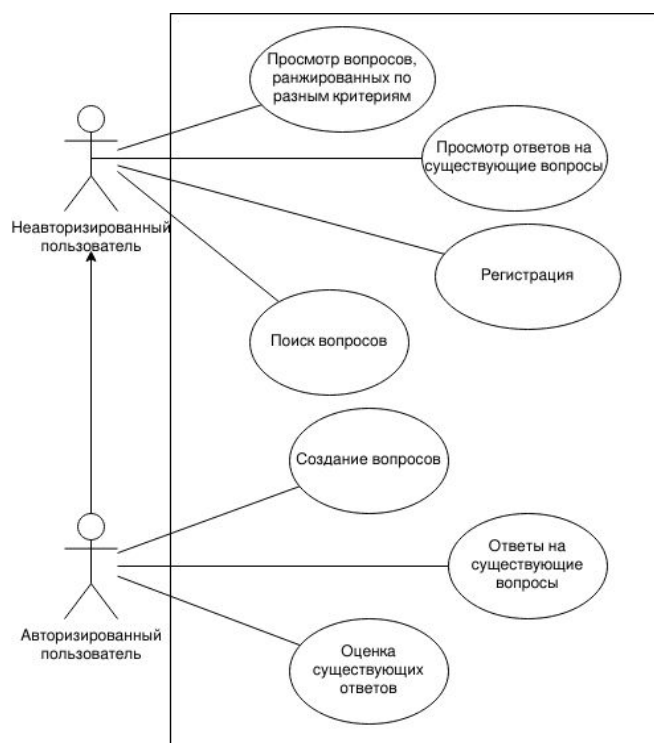 Просмотр вопросов,
ранжированных по
разным критериям
Просмотр ответов на
существующие вопросы
Неавторизированный
пользователь
Регистрация
Поиск вопросов
Создание вопросов
Ответы на
существующие
вопросы
Авторизированный
пользователь
Оценка
существующих
ответов